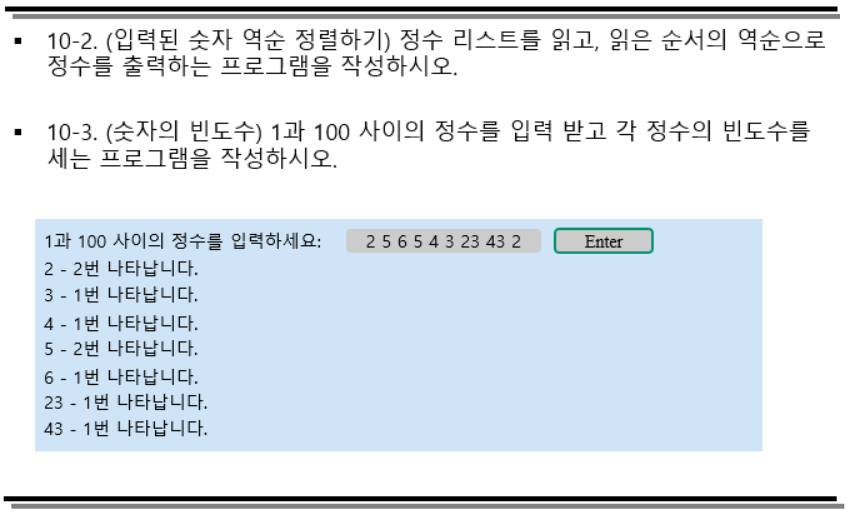 ▪ 10-2. (입력된 숫자 역순 정렬하기) 정수 리스트를 읽고, 읽은 순서의 역순으로
정수를 출력하는 프로그램을 작성하시오.
▪ 10-3. (숫자의 빈도수) 1과 100 사이의 정수를 입력 받고 각 정수의 빈도수를
세는 프로그램을 작성하시오.
1과 100 사이의 정수를 입력하세요: 2 5 6 5 4 3 23 43 2 Enter
2 - 2번 나타납니다.
3 - 1번 나타납니다.
4 - 1번 나타납니다.
5 - 2번 나타납니다.
6 - 1번 나타납니다.
23 - 1번 나타납니다.
43 - 1번 나타납니다.